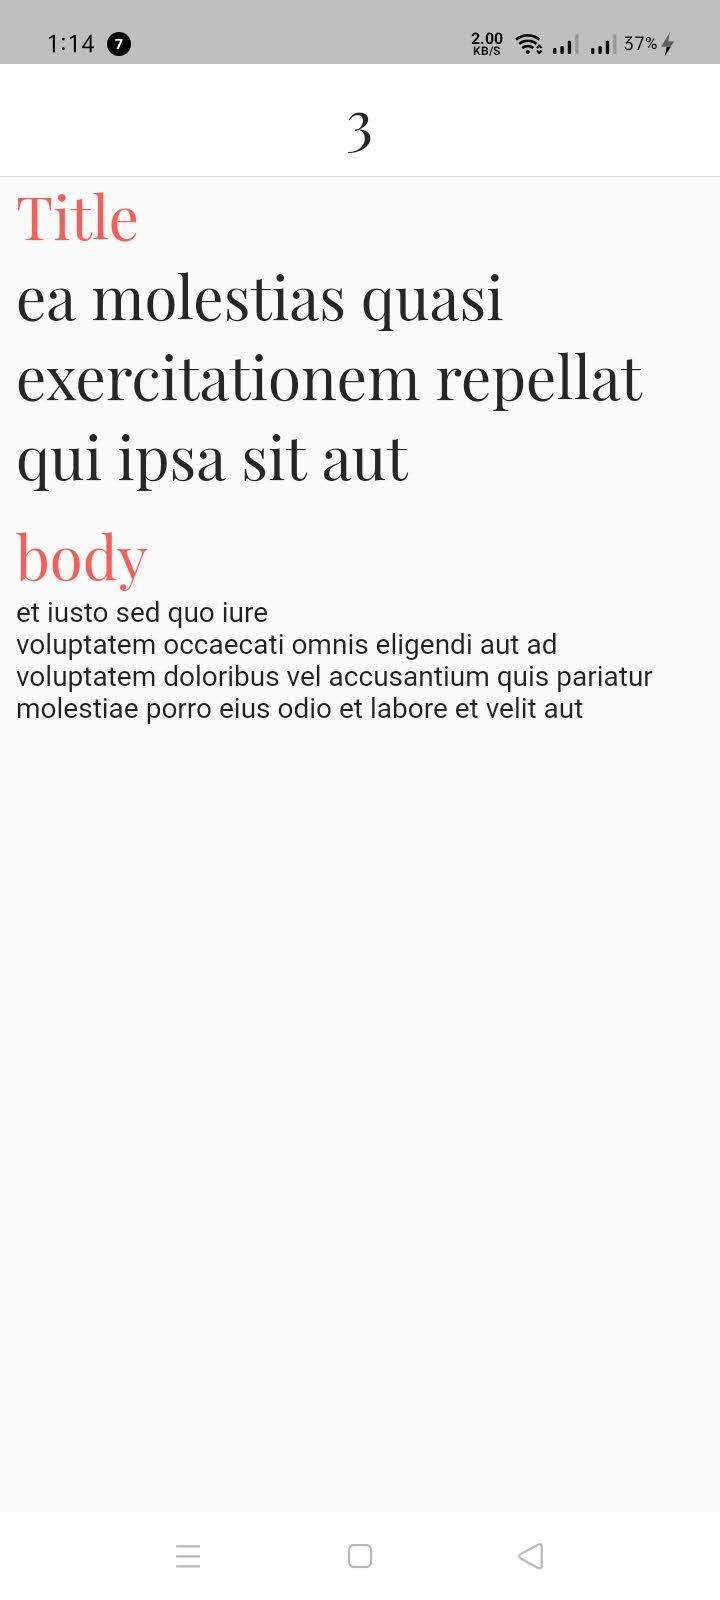 1:14 7 2.00 KB/S 37%
3
Title
ea molestias quasi
exercitationem repellat
qui ipsa sit aut
body
et iusto sed quo iure
voluptatem occaecati omnis eligendi aut ad
voluptatem doloribus vel accusantium quis pariatur
molestiae porro eius odio et labore et velit aut